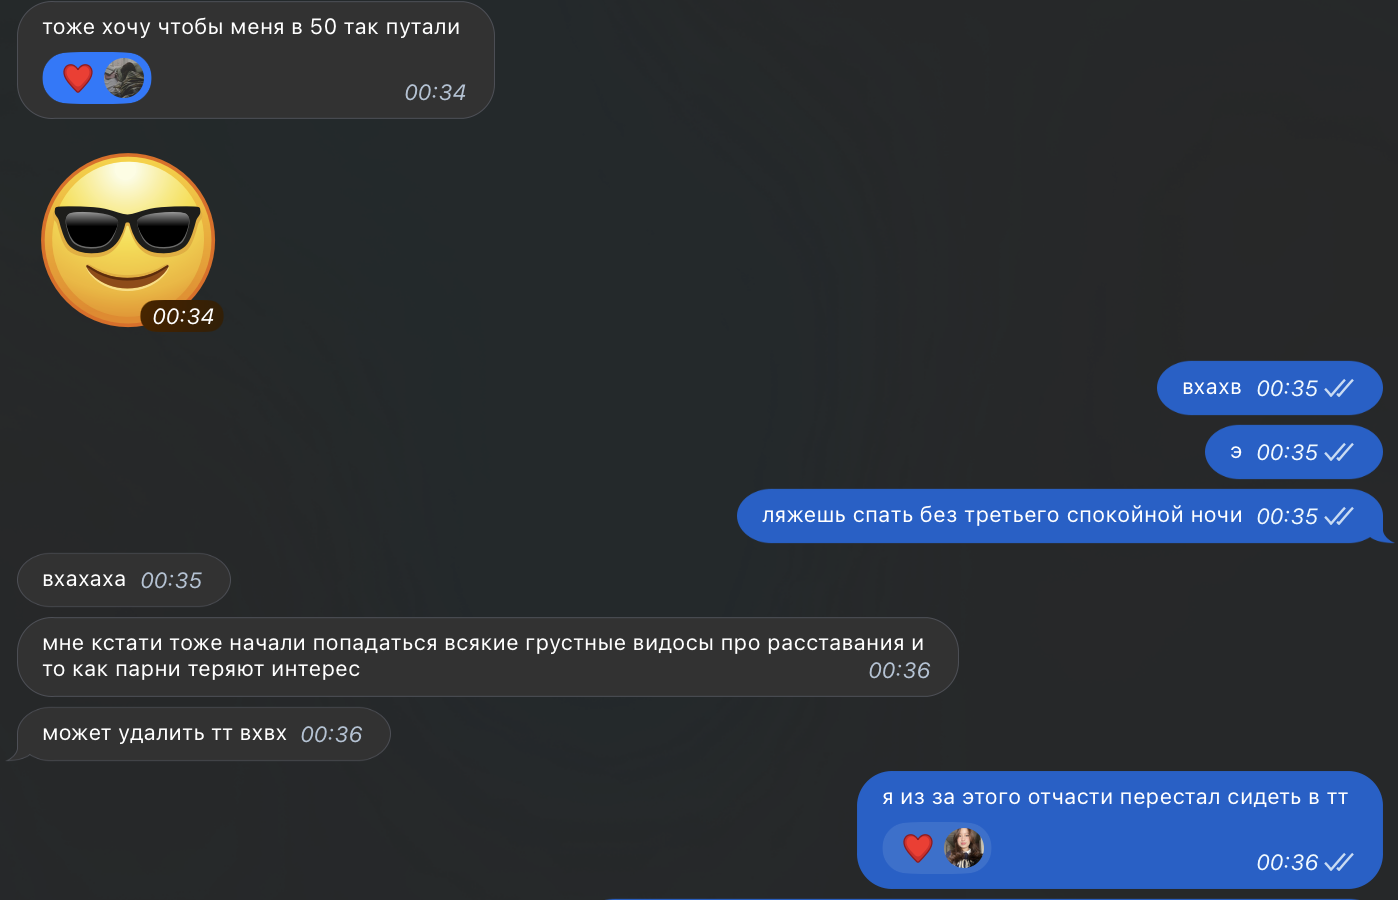 тоже хочу чтобы меня в 50 так путали
00:34
00:34
вхахв 00:35
э 00:35
ляжешь спать без третьего спокойной ночи 00:35
вхахаха 00:35
мне кстати тоже начали попадаться всякие грустные видосы про расставания и
то как парни теряют интерес 00:36
может удалить тт вхвх 00:36
я из за этого отчасти перестал сидеть в тт
00:36